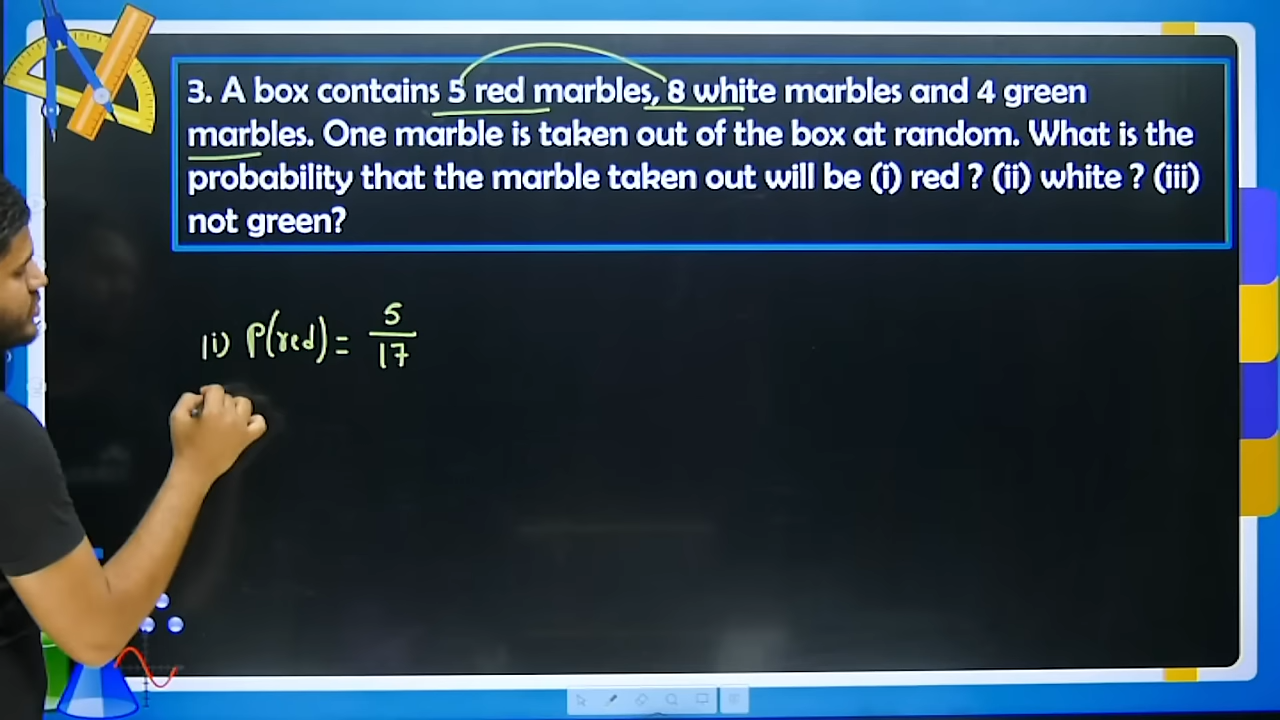 3. A box contains 5 red marbles, 8 white marbles and 4 green
marbles. One marble is taken out of the box at random. What is the
probability that the marble taken out will be (i) red ? (ii) white ? (iii)
not green?
(i) P(red) = 5/17